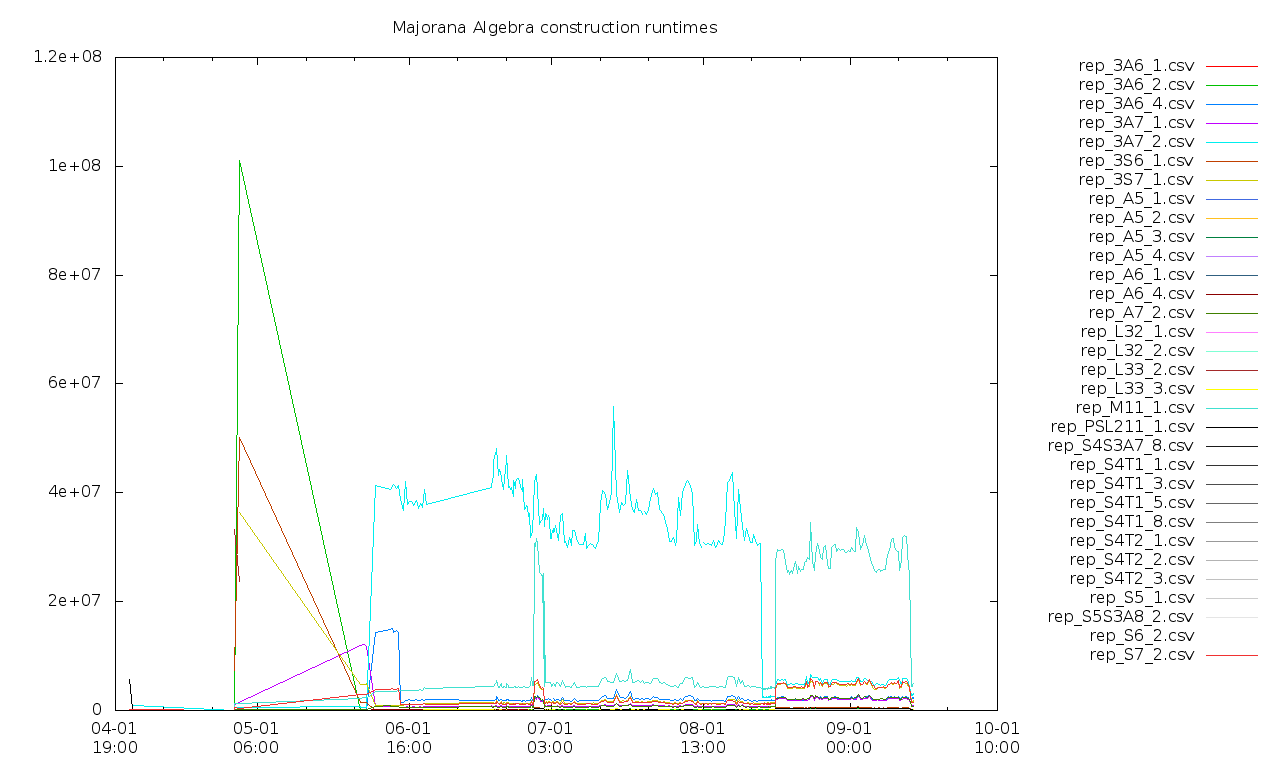 Majorana Algebra construction runtimes
1.2e+08
1e+08
8e+07
6e+07
4e+07
2e+07
0
04-01 05-01 06-01 07-01 08-01 09-01 10-01
19:00 06:00 16:00 03:00 13:00 00:00 10:00
rep_3A6_1.csv
rep_3A6_2.csv
rep_3A6_4.csv
rep_3A7_1.csv
rep_3A7_2.csv
rep_3S6_1.csv
rep_3S7_1.csv
rep_A5_1.csv
rep_A5_2.csv
rep_A5_3.csv
rep_A5_4.csv
rep_A6_1.csv
rep_A6_4.csv
rep_A7_2.csv
rep_L32_1.csv
rep_L32_2.csv
rep_L33_2.csv
rep_L33_3.csv
rep_M11_1.csv
rep_PSL211_1.csv
rep_S4S3A7_8.csv
rep_S4T1_1.csv
rep_S4T1_3.csv
rep_S4T1_5.csv
rep_S4T1_8.csv
rep_S4T2_1.csv
rep_S4T2_2.csv
rep_S4T2_3.csv
rep_S5_1.csv
rep_S5S3A8_2.csv
rep_S6_2.csv
rep_S7_2.csv